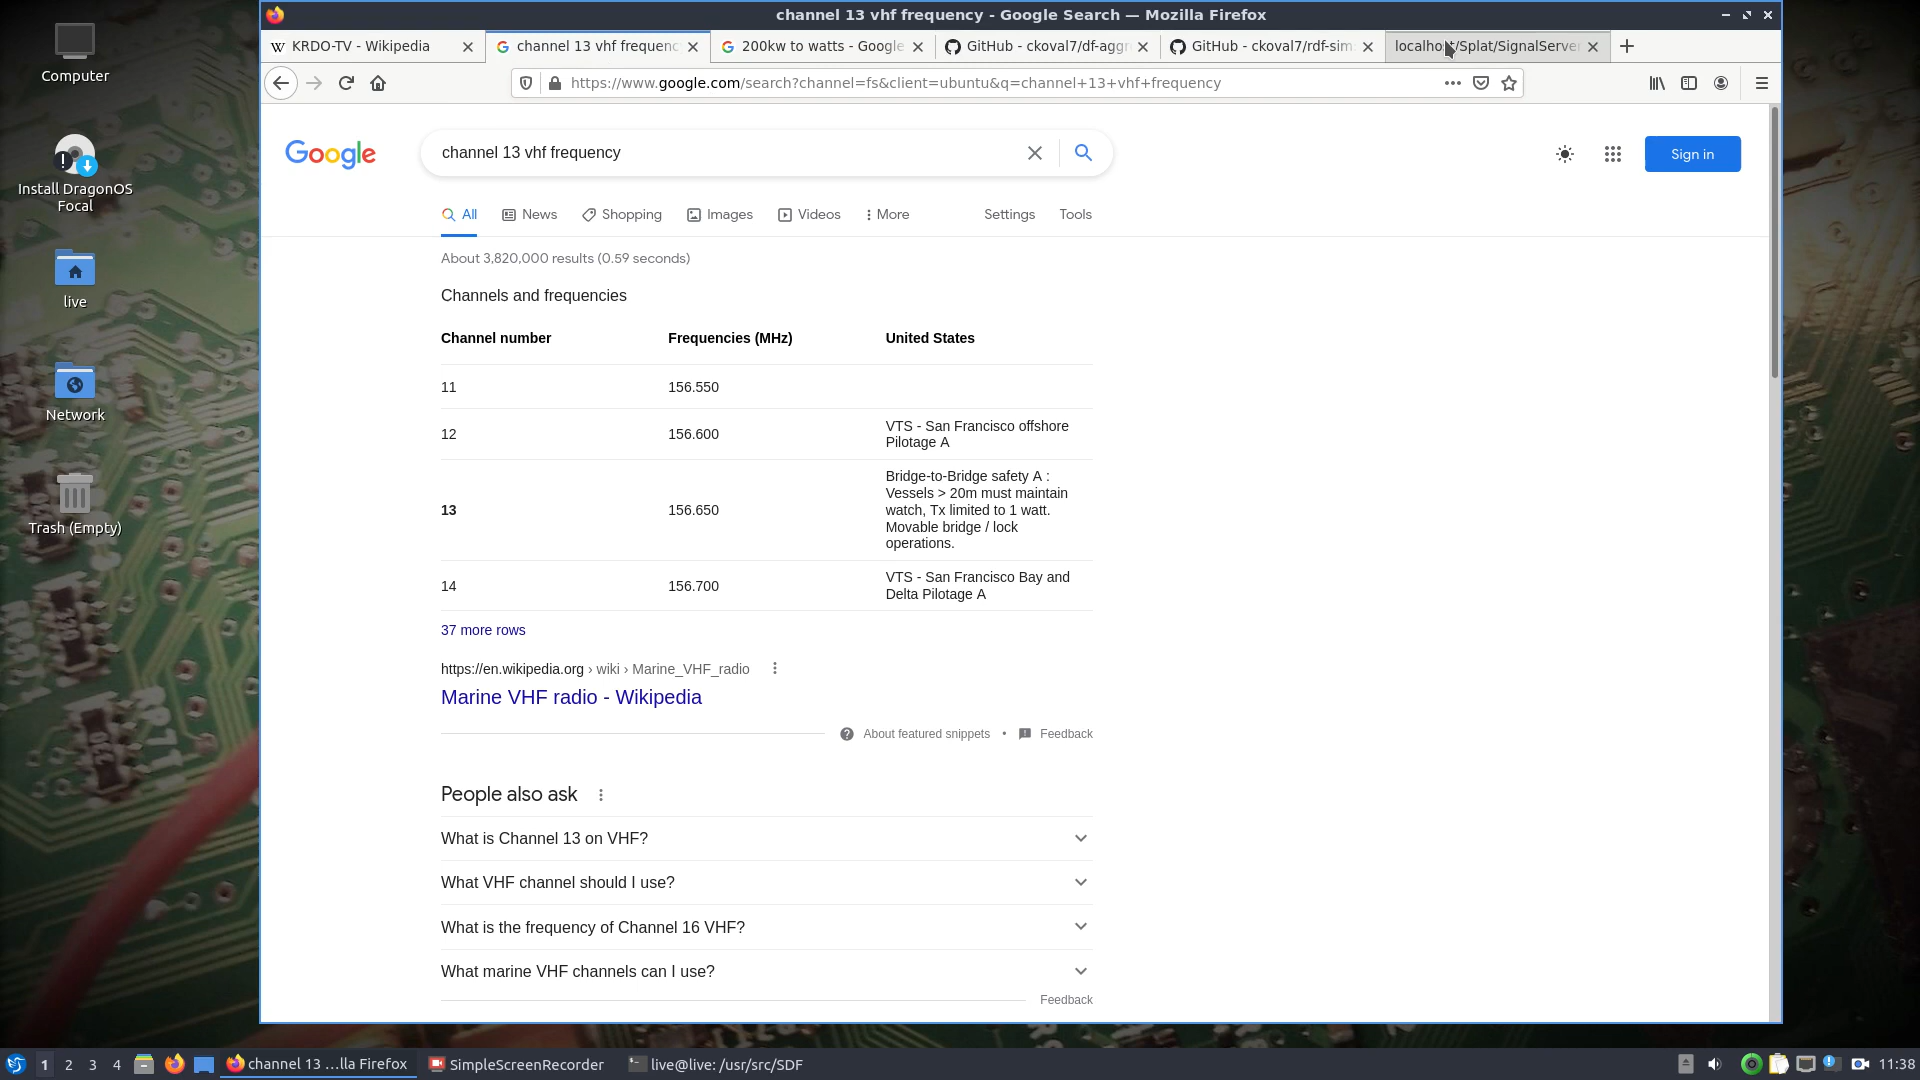 channel 13 vhf frequency - Google Search — Mozilla Firefox
KRDO-TV - Wikipedia
channel 13 vhf frequenc
200kw to watts - Google
GitHub - ckoval7/df-aggr
GitHub - ckoval7/rdf-sim
localhost/Splat/SignalServer
https://www.google.com/search?channel=fs&client=ubuntu&q=channel+13+vhf+frequency
Computer
Install DragonOS
Focal
live
Network
Trash (Empty)
Google
channel 13 vhf frequency
Sign in
All
News
Shopping
Images
Videos
More
Settings
Tools
About 3,820,000 results (0.59 seconds)
Channels and frequencies
Channel number Frequencies (MHz) United States
11 156.550
12 156.600 VTS - San Francisco offshore
Pilotage A
13 156.650 Bridge-to-Bridge safety A :
Vessels > 20m must maintain
watch, Tx limited to 1 watt.
Movable bridge / lock
operations.
14 156.700 VTS - San Francisco Bay and
Delta Pilotage A
37 more rows
https://en.wikipedia.org › wiki › Marine_VHF_radio
Marine VHF radio - Wikipedia
About featured snippets • Feedback
People also ask
What is Channel 13 on VHF?
What VHF channel should I use?
What is the frequency of Channel 16 VHF?
What marine VHF channels can I use?
Feedback
1 2 3 4
channel 13 ...lla Firefox
SimpleScreenRecorder
live@live: /usr/src/SDF
11:38